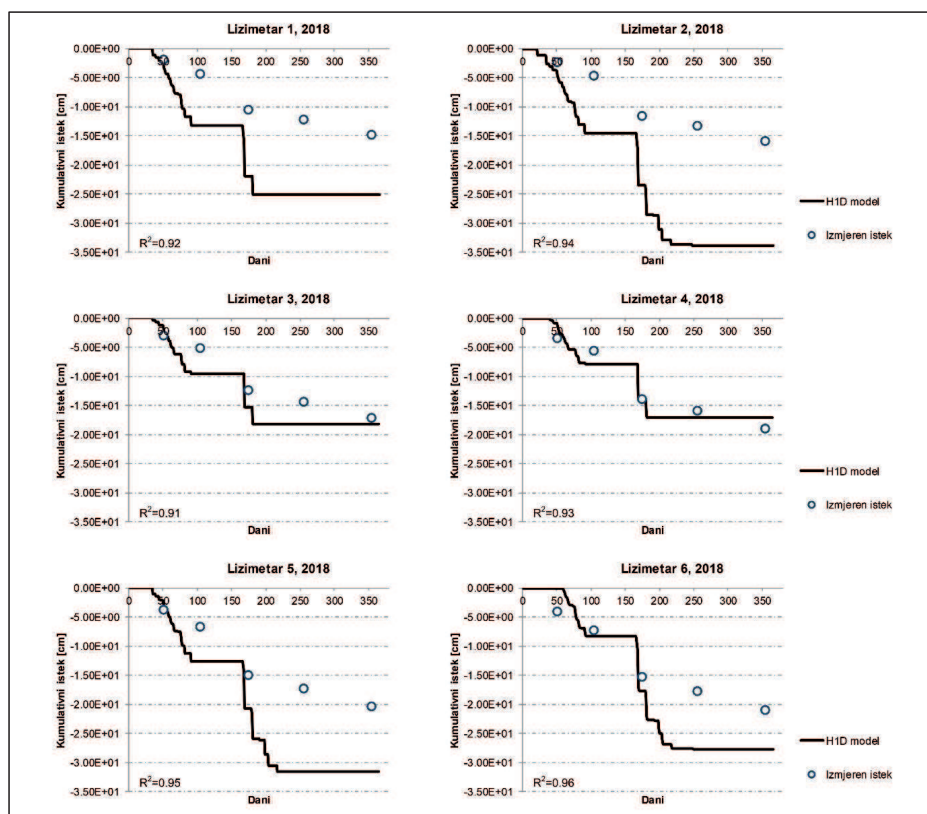 Lizimetar 1, 2018
0.00E+00
0 50 100 150 200 250 300 350
-5.00E+00
-1.00E+01
-1.50E+01
-2.00E+01
-2.50E+01
-3.00E+01
-3.50E+01
Kumulativni istek [cm]
R²=0.92
Dani
Lizimetar 2, 2018
0.00E+00
0 50 100 150 200 250 300 350
-5.00E+00
-1.00E+01
-1.50E+01
-2.00E+01
-2.50E+01
-3.00E+01
-3.50E+01
Kumulativni istek [cm]
R²=0.94
Dani
H1D model
Izmjeren istek
Lizimetar 3, 2018
0.00E+00
0 50 100 150 200 250 300 350
-5.00E+00
-1.00E+01
-1.50E+01
-2.00E+01
-2.50E+01
-3.00E+01
-3.50E+01
Kumulativni istek [cm]
R²=0.91
Dani
Lizimetar 4, 2018
0.00E+00
0 50 100 150 200 250 300 350
-5.00E+00
-1.00E+01
-1.50E+01
-2.00E+01
-2.50E+01
-3.00E+01
-3.50E+01
Kumulativni istek [cm]
R²=0.93
Dani
H1D model
Izmjeren istek
Lizimetar 5, 2018
0.00E+00
0 50 100 150 200 250 300 350
-5.00E+00
-1.00E+01
-1.50E+01
-2.00E+01
-2.50E+01
-3.00E+01
-3.50E+01
Kumulativni istek [cm]
R²=0.95
Dani
Lizimetar 6, 2018
0.00E+00
0 50 100 150 200 250 300 350
-5.00E+00
-1.00E+01
-1.50E+01
-2.00E+01
-2.50E+01
-3.00E+01
-3.50E+01
Kumulativni istek [cm]
R²=0.96
Dani
H1D model
Izmjeren istek